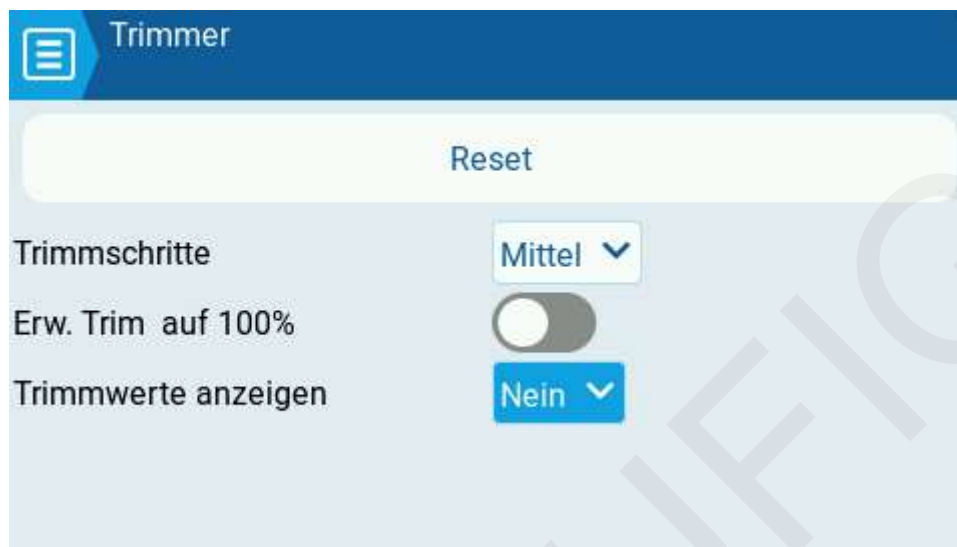 Trimmer
Reset
Trimmschritte Mittel
Erw. Trim auf 100%
Trimmwerte anzeigen Nein